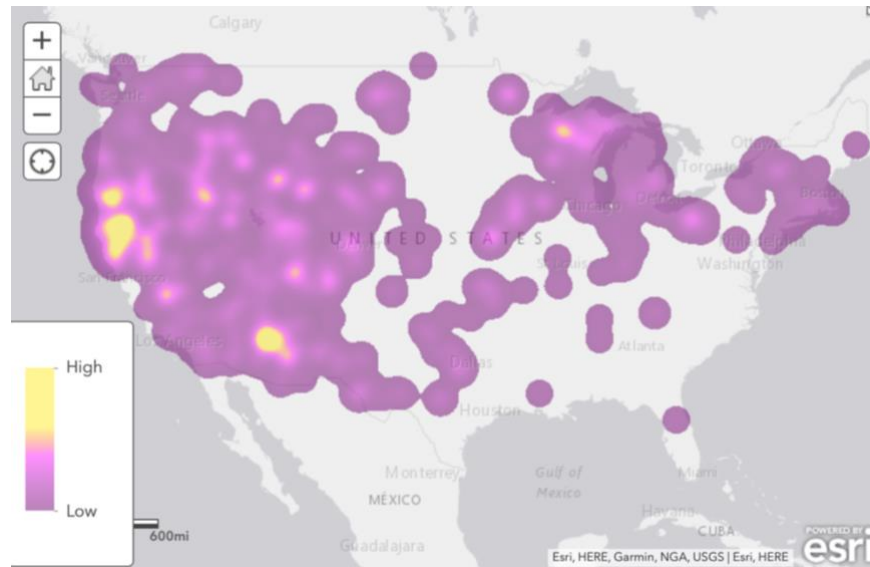 Calgary
Vancouver
+
Seattle
−
Ottawa
Toronto
Boston
Detroit
Chicago
UNITED STATES
Denver
Philadelphia
St Louis
Washington
San Francisco
Los Angeles
Atlanta
Dallas
High
Houston
Monterrey
Gulf of
Mexico
Miami
MÉXICO
Low
Havana
600mi
CUBA
Guadalajara
POWERED BY
esri
Esri, HERE, Garmin, NGA, USGS | Esri, HERE